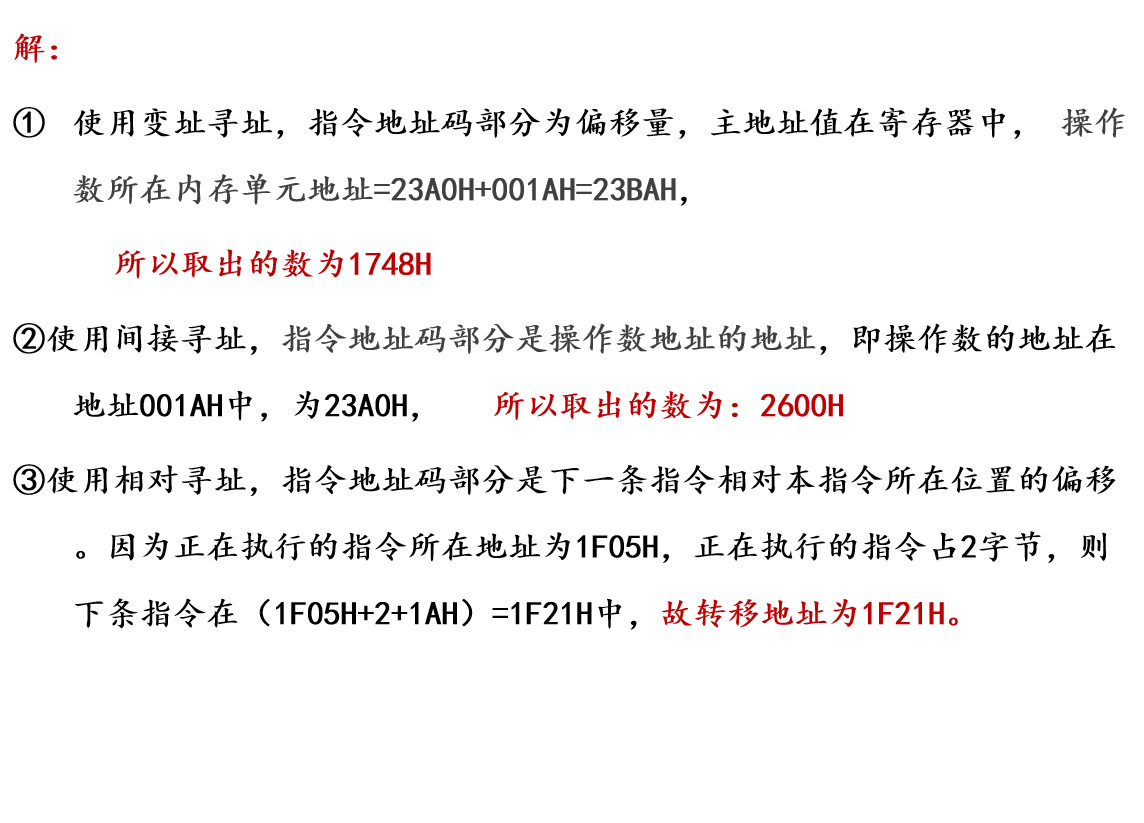 解：
① 使用变址寻址，指令地址码部分为偏移量，主地址值在寄存器中， 操作
数所在内存单元地址=23A0H+001AH=23BAH，
所以取出的数为1748H
②使用间接寻址，指令地址码部分是操作数地址的地址，即操作数的地址在
地址001AH中，为23A0H， 所以取出的数为：2600H
③使用相对寻址，指令地址码部分是下一条指令相对本指令所在位置的偏移
。因为正在执行的指令所在地址为1F05H，正在执行的指令占2字节，则
下条指令在（1F05H+2+1AH）=1F21H中，故转移地址为1F21H。